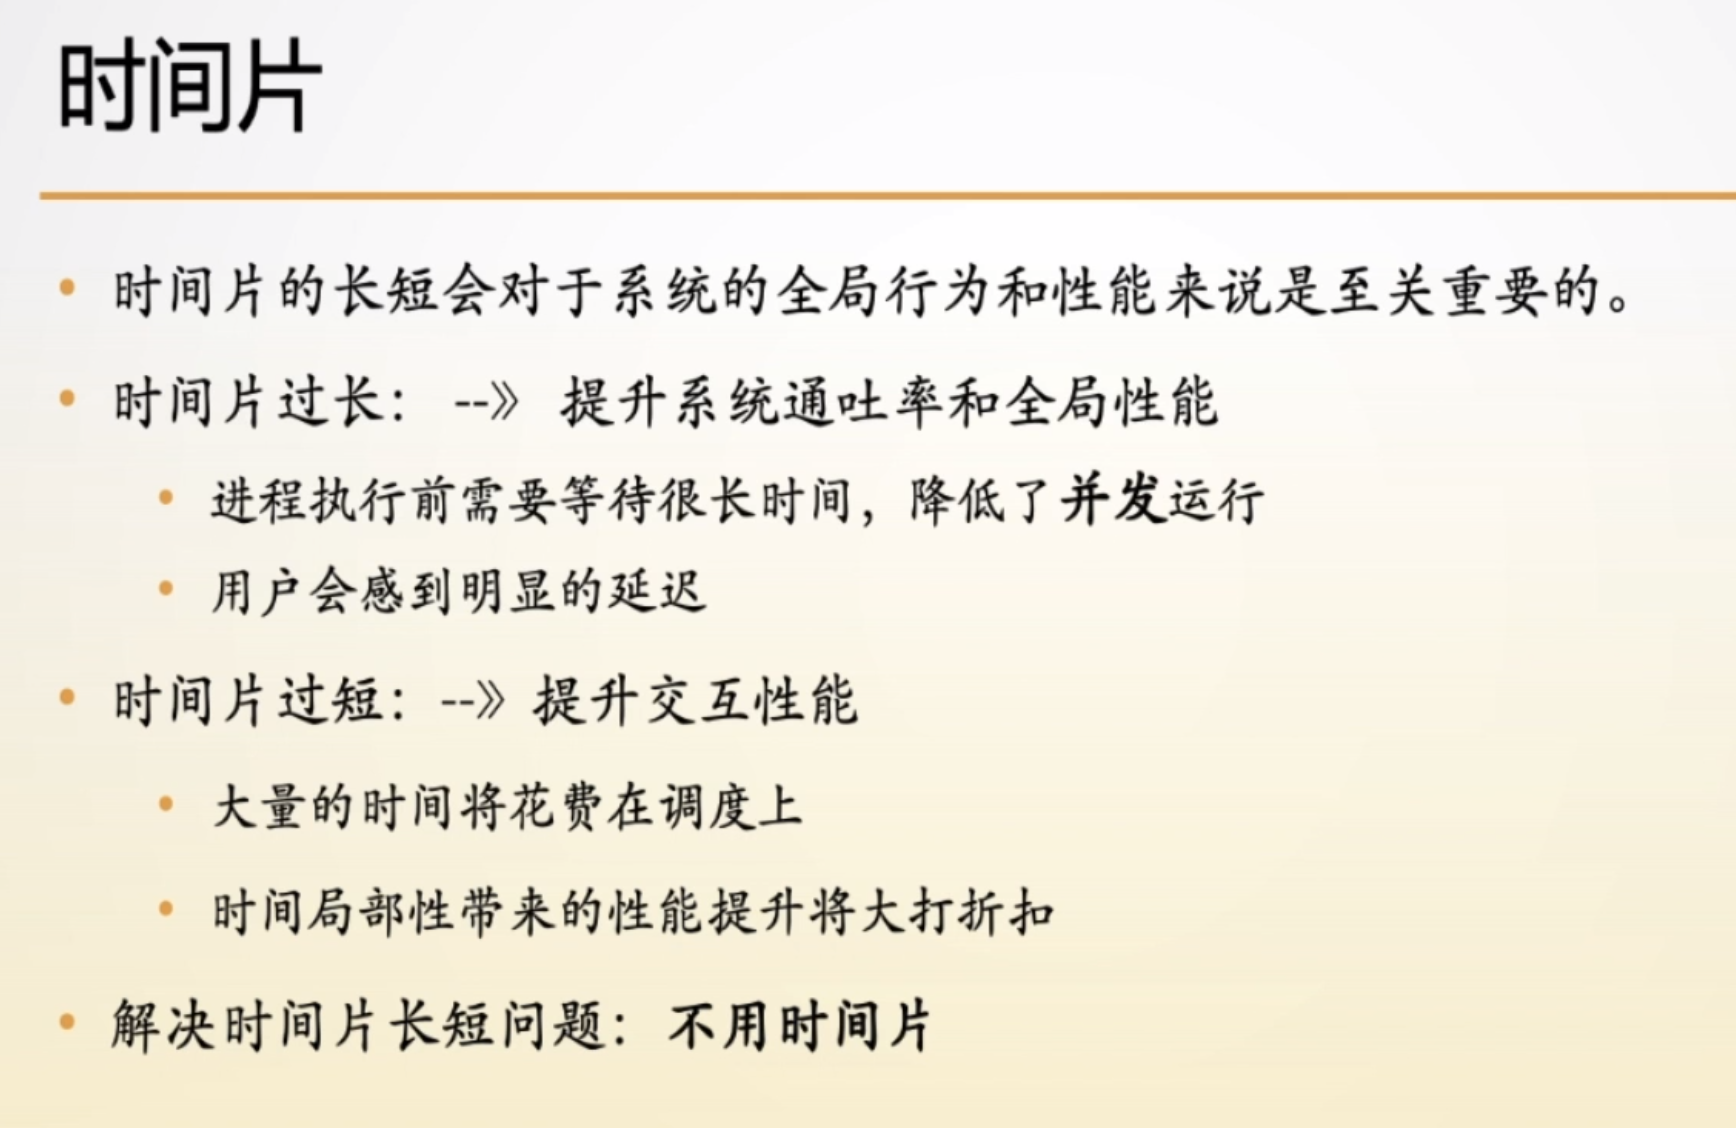 时间片
时间片的长短会对于系统的全局行为和性能来说是至关重要的。
时间片过长： --》 提升系统通吐率和全局性能
进程执行前需要等待很长时间，降低了并发运行
用户会感到明显的延迟
时间片过短：--》提升交互性能
大量的时间将花费在调度上
时间局部性带来的性能提升将大打折扣
解决时间片长短问题：不用时间片